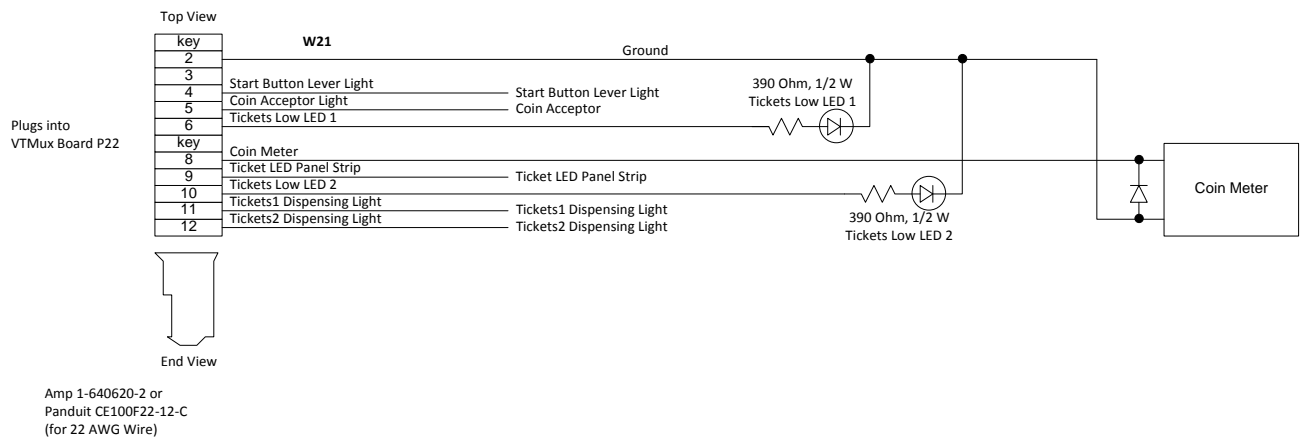 Top View
key
W21
2
Ground
3
Start Button Lever Light
390 Ohm, 1/2 W
4
Start Button Lever Light
Coin Acceptor Light
Tickets Low LED 1
5
Coin Acceptor
Tickets Low LED 1
6
Plugs into
VTMux Board P22
key
Coin Meter
8
Ticket LED Panel Strip
9
Ticket LED Panel Strip
Tickets Low LED 2
Coin Meter
10
Tickets1 Dispensing Light
11
Tickets1 Dispensing Light
Tickets2 Dispensing Light
390 Ohm, 1/2 W
12
Tickets2 Dispensing Light
Tickets Low LED 2
End View
Amp 1-640620-2 or
Panduit CE100F22-12-C
(for 22 AWG Wire)